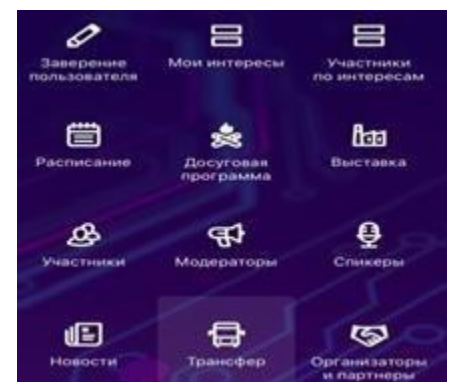 Заверение
пользователя
Мои интересы
Участники
по интересам
Расписание
Досуговая
программа
Выставка
Участники
Модераторы
Спикеры
Новости
Трансфер
Организаторы
и партнеры